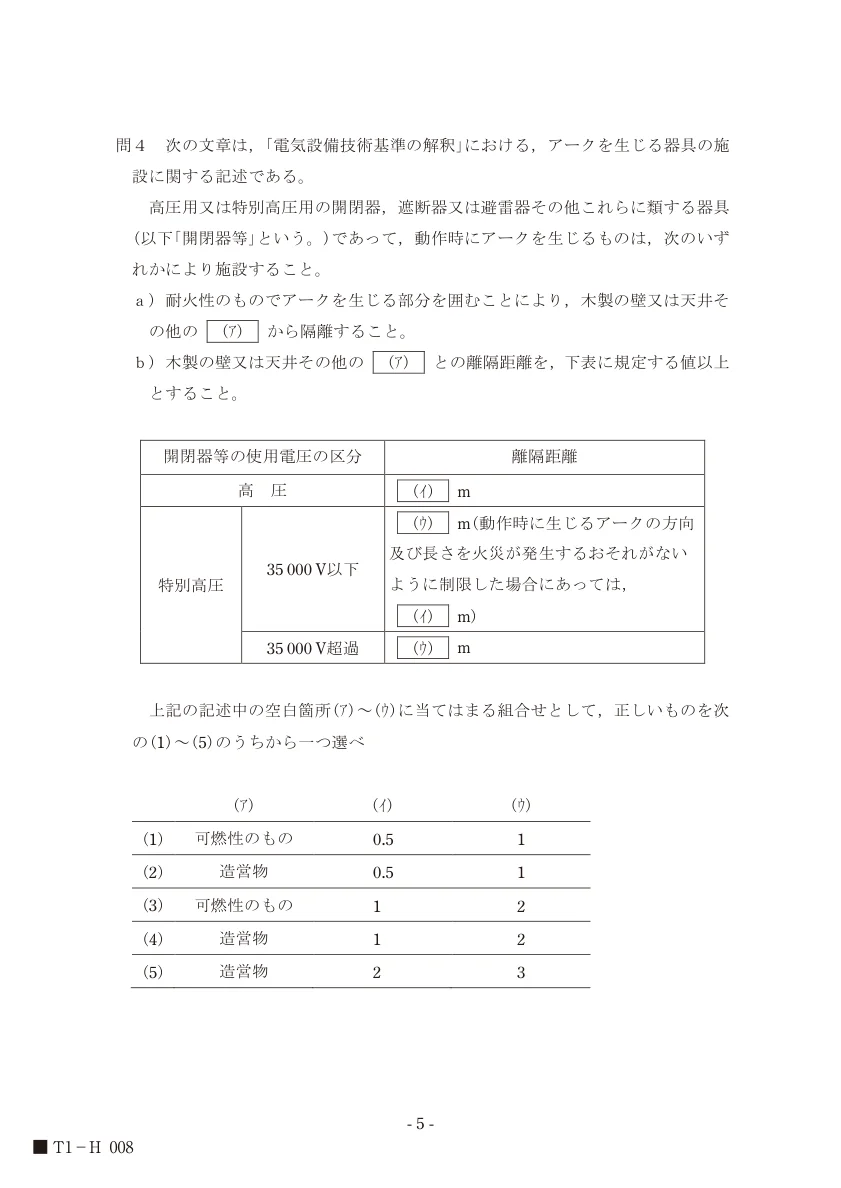 問４　次の文章は，「電気設備技術基準の解釈」における，アークを生じる器具の施
設に関する記述である。
高圧用又は特別高圧用の開閉器，遮断器又は避雷器その他これらに類する器具
（以下「開閉器等」という。）であって，動作時にアークを生じるものは，次のいず
れかにより施設すること。
ａ）耐火性のものでアークを生じる部分を囲むことにより，木製の壁又は天井そ
の他の （ｱ） から隔離すること。
ｂ）木製の壁又は天井その他の （ｱ） との離隔距離を，下表に規定する値以上
とすること。
開閉器等の使用電圧の区分　離隔距離
高　圧　（ｲ） m
特別高圧　35 000 V以下　（ｳ） m（動作時に生じるアークの方向
及び長さを火災が発生するおそれがない
ように制限した場合にあっては，
（ｲ） m）
35 000 V超過　（ｳ） m
上記の記述中の空白箇所（ｱ）～（ｳ）に当てはまる組合せとして，正しいものを次
の（1）～（5）のうちから一つ選べ
（ｱ）　（ｲ）　（ｳ）
（1）　可燃性のもの　0.5　1
（2）　造営物　0.5　1
（3）　可燃性のもの　1　2
（4）　造営物　1　2
（5）　造営物　2　3
- 5 -
■ T1－H 008